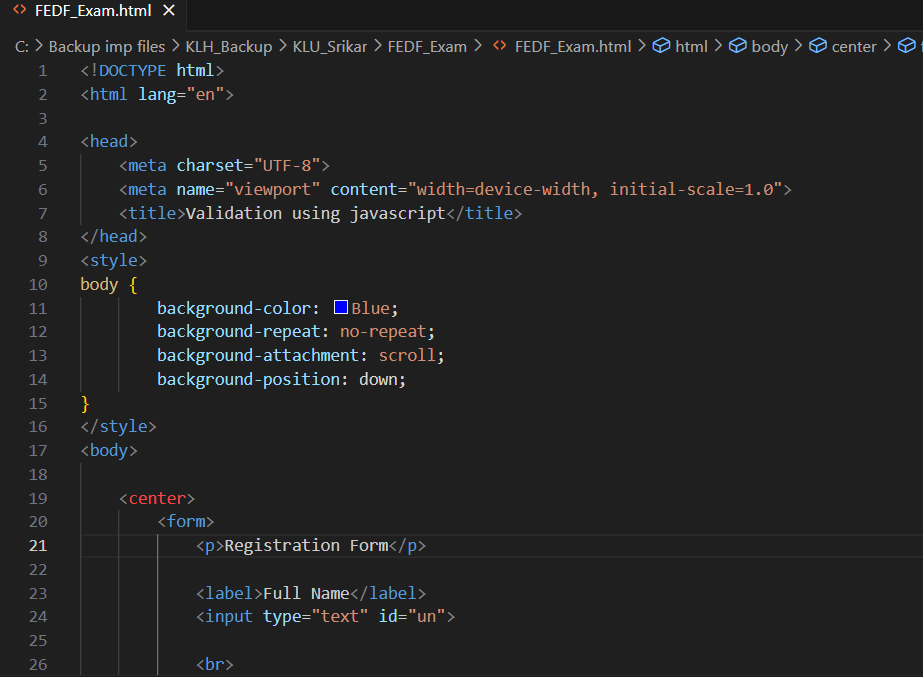 FEDF_Exam.html
C: > Backup imp files > KLH_Backup > KLU_Srikar > FEDF_Exam > FEDF_Exam.html > html > body > center >
1 <!DOCTYPE html>
2 <html lang="en">
3
4 <head>
5     <meta charset="UTF-8">
6     <meta name="viewport" content="width=device-width, initial-scale=1.0">
7     <title>Validation using javascript</title>
8 </head>
9 <style>
10 body {
11         background-color: Blue;
12         background-repeat: no-repeat;
13         background-attachment: scroll;
14         background-position: down;
15 }
16 </style>
17 <body>
18
19     <center>
20         <form>
21             <p>Registration Form</p>
22
23             <label>Full Name</label>
24             <input type="text" id="un">
25
26             <br>